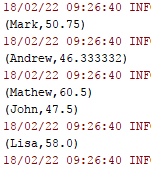 18/02/22 09:26:40 INF
(Mark,50.75)
18/02/22 09:26:40 INF
(Andrew,46.333332)
18/02/22 09:26:40 INF
(Mathew,60.5)
(John,47.5)
18/02/22 09:26:40 INF
(Lisa,58.0)
18/02/22 09:26:40 INF